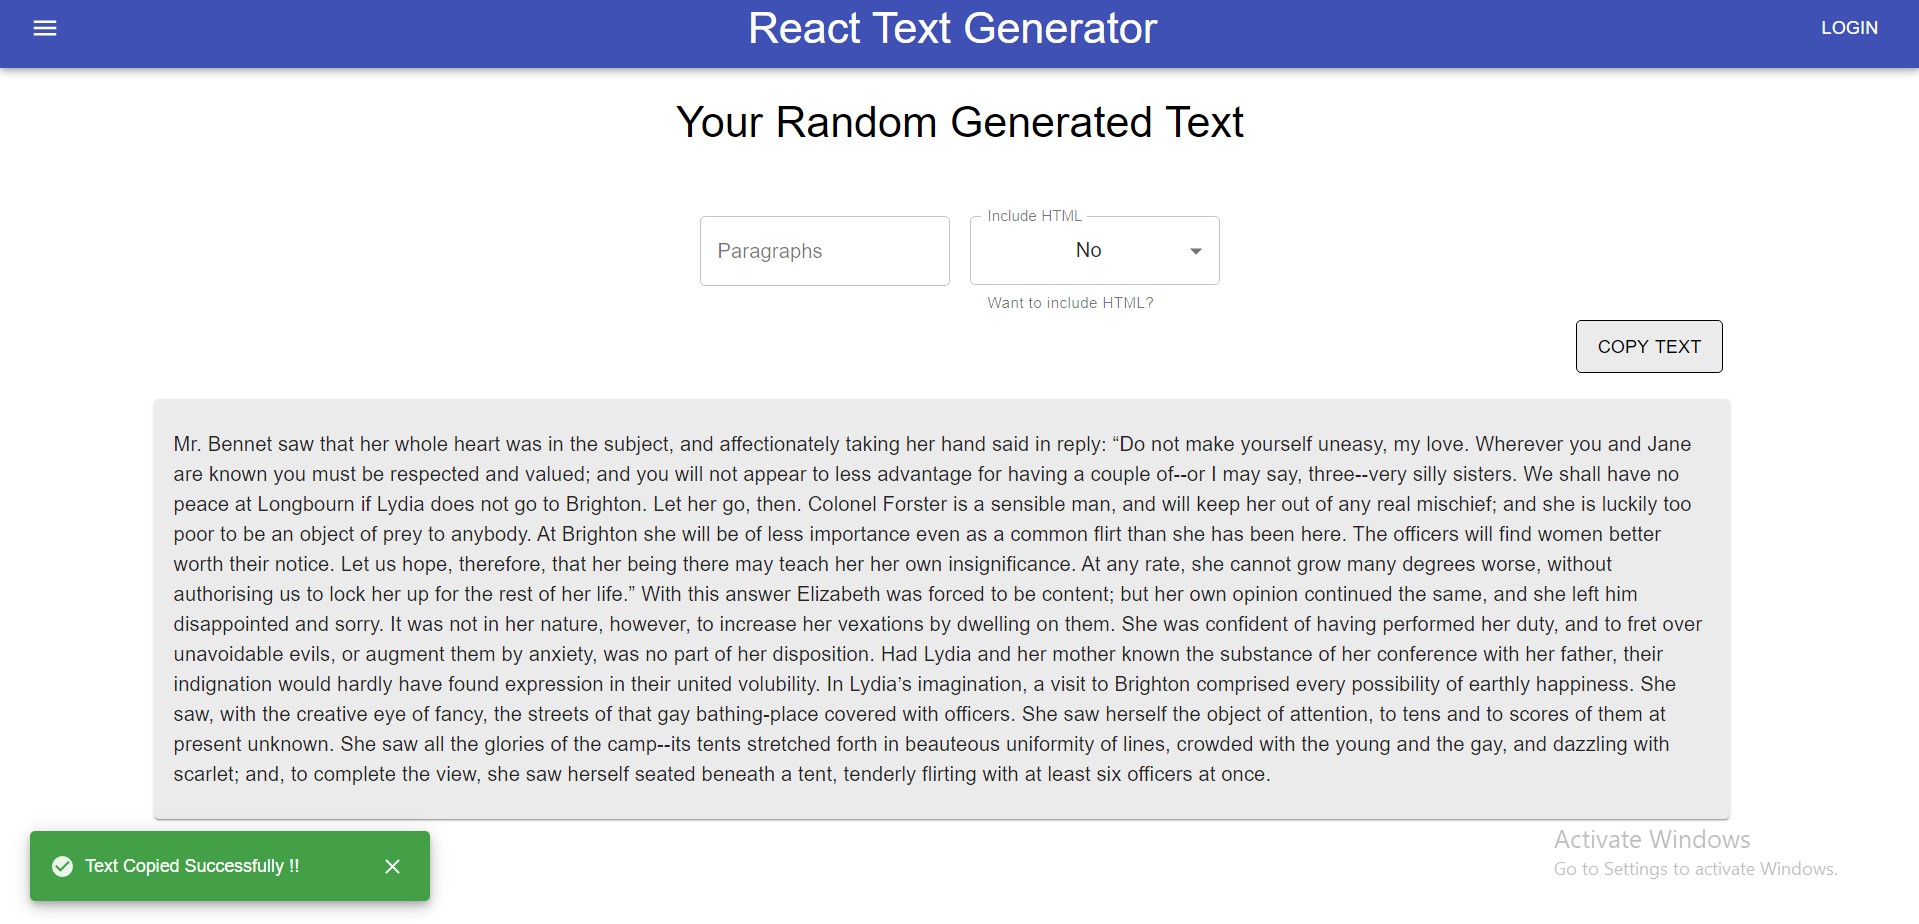 React Text Generator
LOGIN
Your Random Generated Text
Include HTML
Paragraphs
No
Want to include HTML?
COPY TEXT
Mr. Bennet saw that her whole heart was in the subject, and affectionately taking her hand said in reply: “Do not make yourself uneasy, my love. Wherever you and Jane
are known you must be respected and valued; and you will not appear to less advantage for having a couple of--or I may say, three--very silly sisters. We shall have no
peace at Longbourn if Lydia does not go to Brighton. Let her go, then. Colonel Forster is a sensible man, and will keep her out of any real mischief; and she is luckily too
poor to be an object of prey to anybody. At Brighton she will be of less importance even as a common flirt than she has been here. The officers will find women better
worth their notice. Let us hope, therefore, that her being there may teach her her own insignificance. At any rate, she cannot grow many degrees worse, without
authorising us to lock her up for the rest of her life.” With this answer Elizabeth was forced to be content; but her own opinion continued the same, and she left him
disappointed and sorry. It was not in her nature, however, to increase her vexations by dwelling on them. She was confident of having performed her duty, and to fret over
unavoidable evils, or augment them by anxiety, was no part of her disposition. Had Lydia and her mother known the substance of her conference with her father, their
indignation would hardly have found expression in their united volubility. In Lydia’s imagination, a visit to Brighton comprised every possibility of earthly happiness. She
saw, with the creative eye of fancy, the streets of that gay bathing-place covered with officers. She saw herself the object of attention, to tens and to scores of them at
present unknown. She saw all the glories of the camp--its tents stretched forth in beauteous uniformity of lines, crowded with the young and the gay, and dazzling with
scarlet; and, to complete the view, she saw herself seated beneath a tent, tenderly flirting with at least six officers at once.
Text Copied Successfully !!
Activate Windows
Go to Settings to activate Windows.